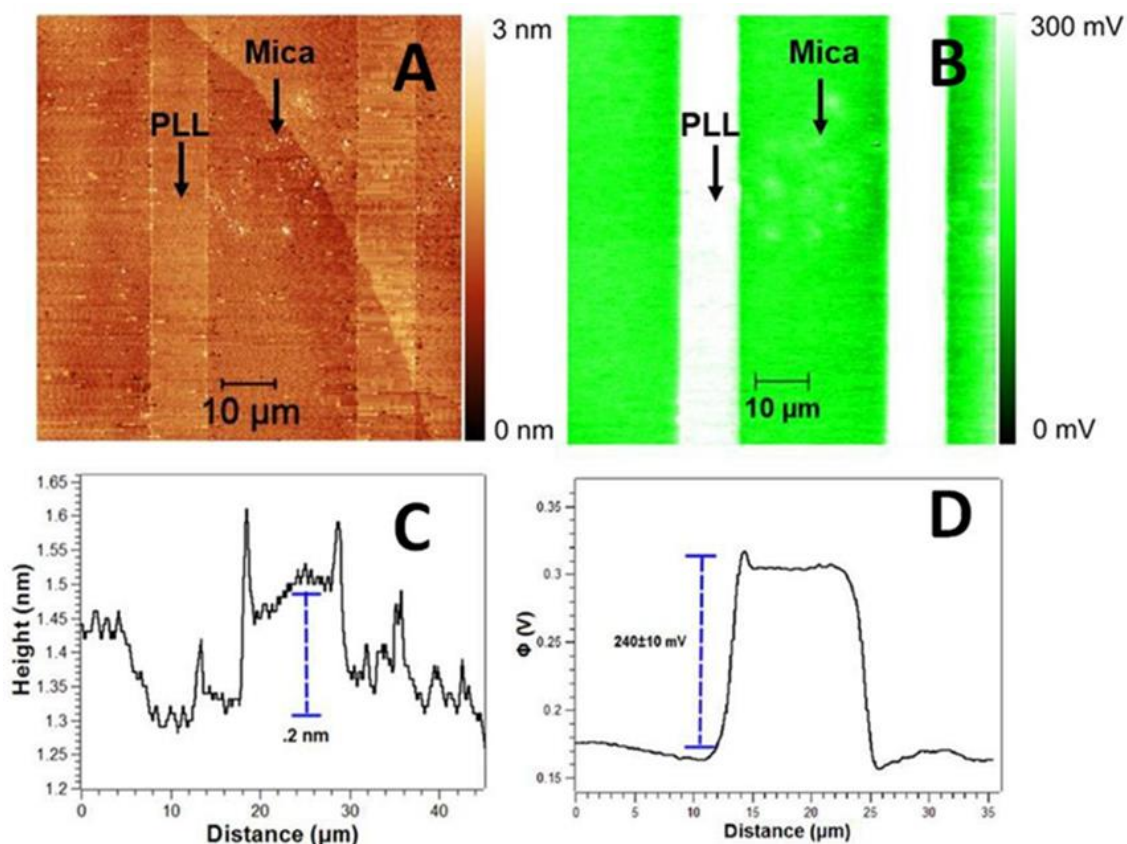 A
Mica
PLL
10 µm
3 nm
0 nm
B
Mica
PLL
10 µm
300 mV
0 mV
C
Height (nm)
1.65
1.6
1.55
1.5
1.45
1.4
1.35
1.3
1.25
1.2
.2 nm
0 10 20 30 40
Distance (µm)
D
Φ (V)
0.35
0.3
0.25
0.2
0.15
240±10 mV
0 5 10 15 20 25 30 35
Distance (µm)